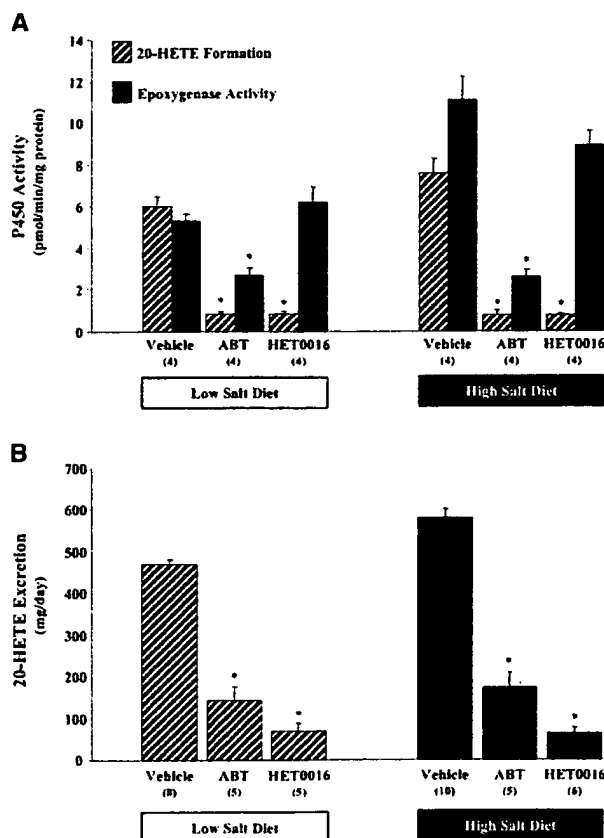 A
20-HETE Formation
Epoxygenase Activity
P450 Activity
(pmol/min/mg protein)
14
12
10
8
6
4
2
0
* * *
* * *
Vehicle ABT HET0016 Vehicle ABT HET0016
(4) (4) (4) (4) (4) (4)
Low Salt Diet High Salt Diet
B
20-HETE Excretion
(mg/day)
700
600
500
400
300
200
100
0
* *
* *
Vehicle ABT HET0016 Vehicle ABT HET0016
(8) (5) (5) (10) (5) (6)
Low Salt Diet High Salt Diet